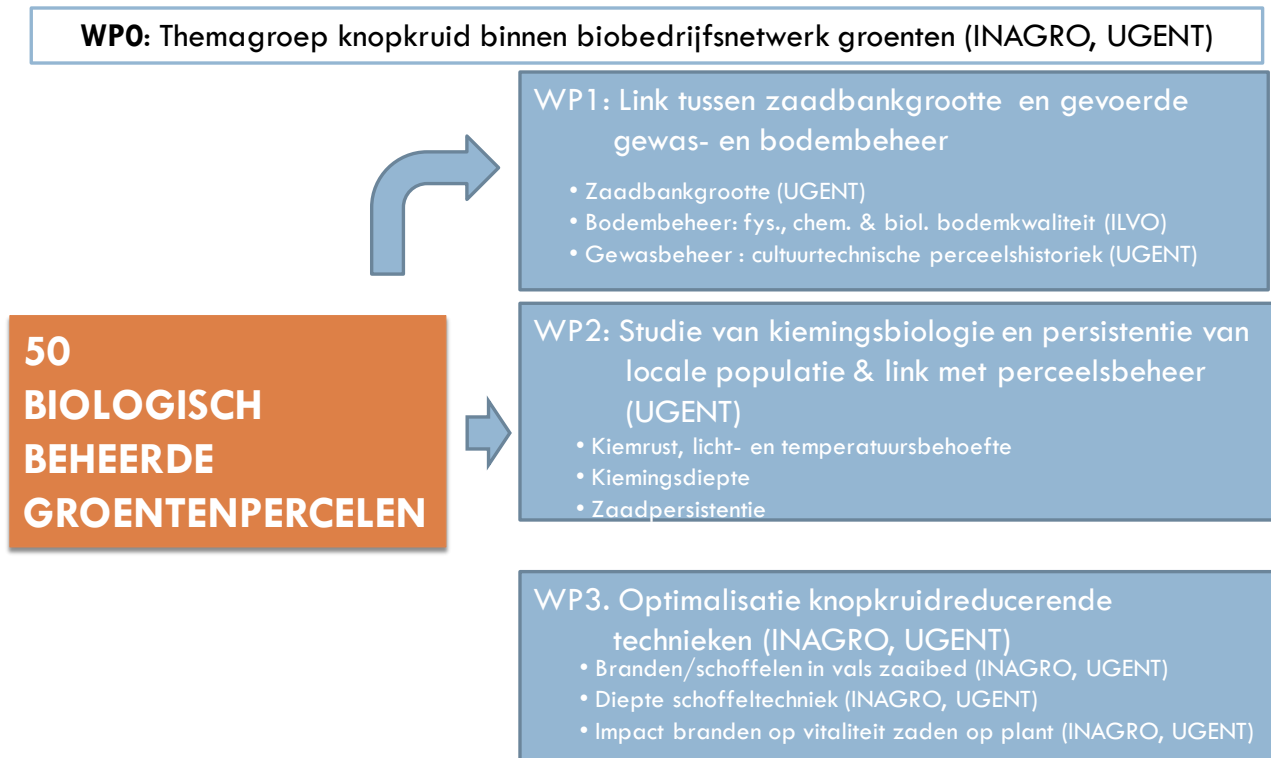 WP0: Themagroep knopkruid binnen biobedrijfsnetwerk groenten (INAGRO, UGENT)
WP1: Link tussen zaadbankgrootte en gevoerde
gewas- en bodembeheer
• Zaadbankgrootte (UGENT)
• Bodembeheer: fys., chem. & biol. bodemkwaliteit (ILVO)
• Gewasbeheer : cultuurtechnische perceelshistoriek (UGENT)
50
BIOLOGISCH
BEHEERDE
GROENTENPERCELEN
WP2: Studie van kiemingsbiologie en persistentie van
locale populatie & link met perceelsbeheer
(UGENT)
• Kiemrust, licht- en temperatuursbehoefte
• Kiemingsdiepte
• Zaadpersistentie
WP3. Optimalisatie knopkruidreducerende
technieken (INAGRO, UGENT)
• Branden/schoffelen in vals zaaibed (INAGRO, UGENT)
• Diepte schoffeltechniek (INAGRO, UGENT)
• Impact branden op vitaliteit zaden op plant (INAGRO, UGENT)